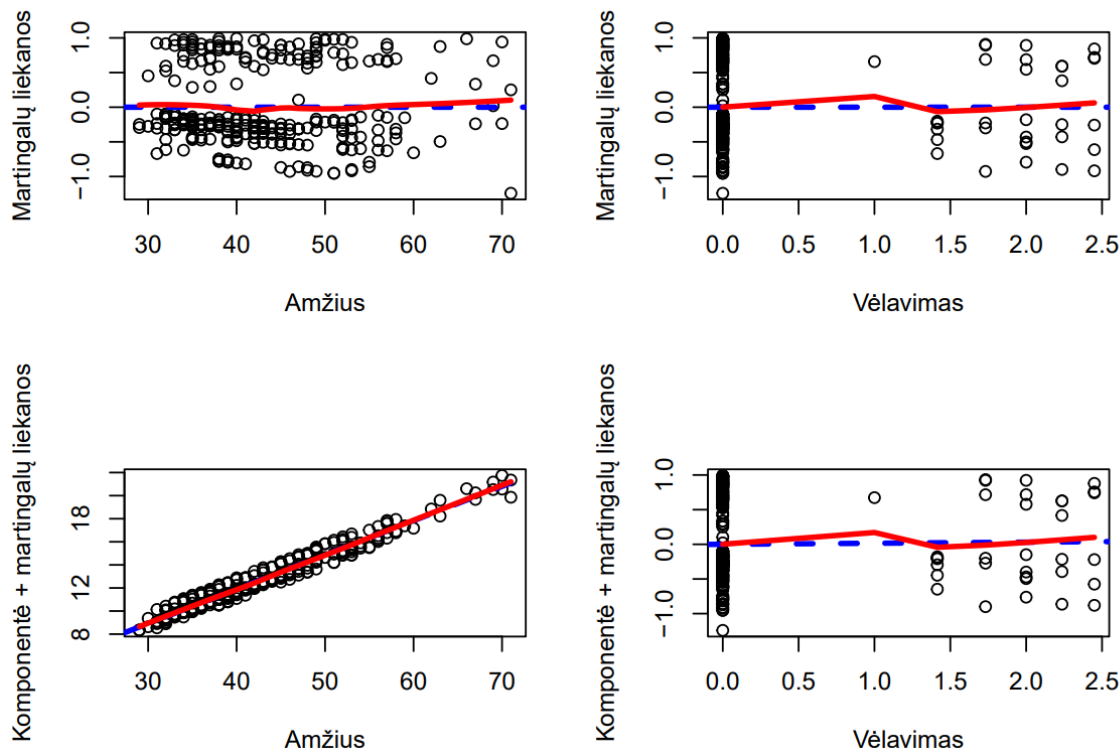 Martingalų liekanos
1.0
0.0
−1.0
30 40 50 60 70
Amžius
Martingalų liekanos
1.0
0.0
−1.0
0.0 0.5 1.0 1.5 2.0 2.5
Vėlavimas
Komponentė + martingalų liekanos
18
12
8
30 40 50 60 70
Amžius
Komponentė + martingalų liekanos
1.0
0.0
−1.0
0.0 0.5 1.0 1.5 2.0 2.5
Vėlavimas